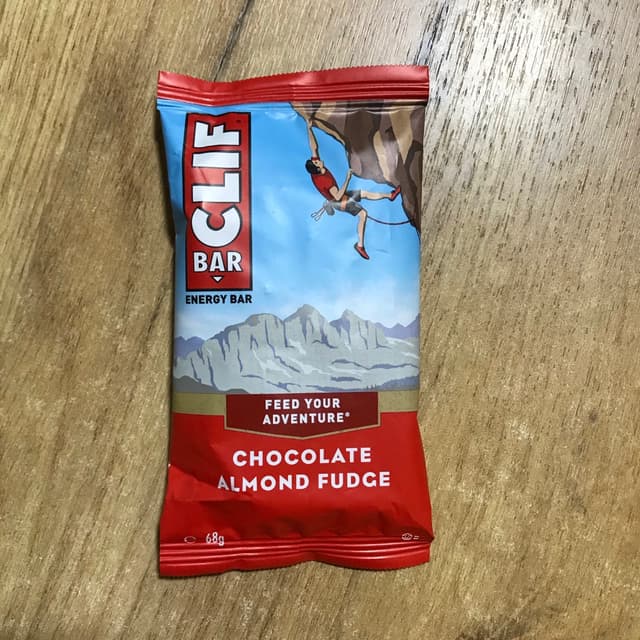 CLIF
BAR
ENERGY BAR
FEED YOUR
ADVENTURE®
CHOCOLATE
ALMOND FUDGE
68g